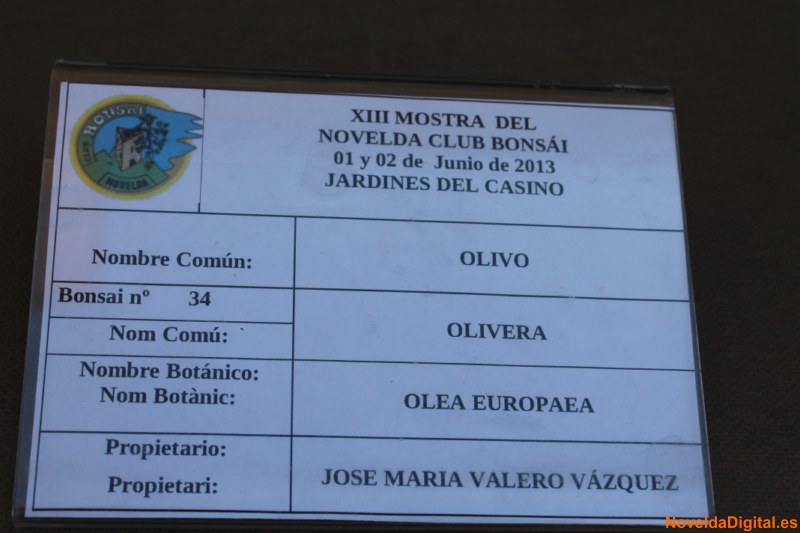 BONSAI
NOVELDA
XIII MOSTRA DEL
NOVELDA CLUB BONSÁI
01 y 02 de Junio de 2013
JARDINES DEL CASINO
Nombre Común:
OLIVO
Bonsai nº 34
Nom Comú:
OLIVERA
Nombre Botánico:
Nom Botànic:
OLEA EUROPAEA
Propietario:
Propietari:
JOSE MARIA VALERO VÁZQUEZ
NoveldaDigital.es